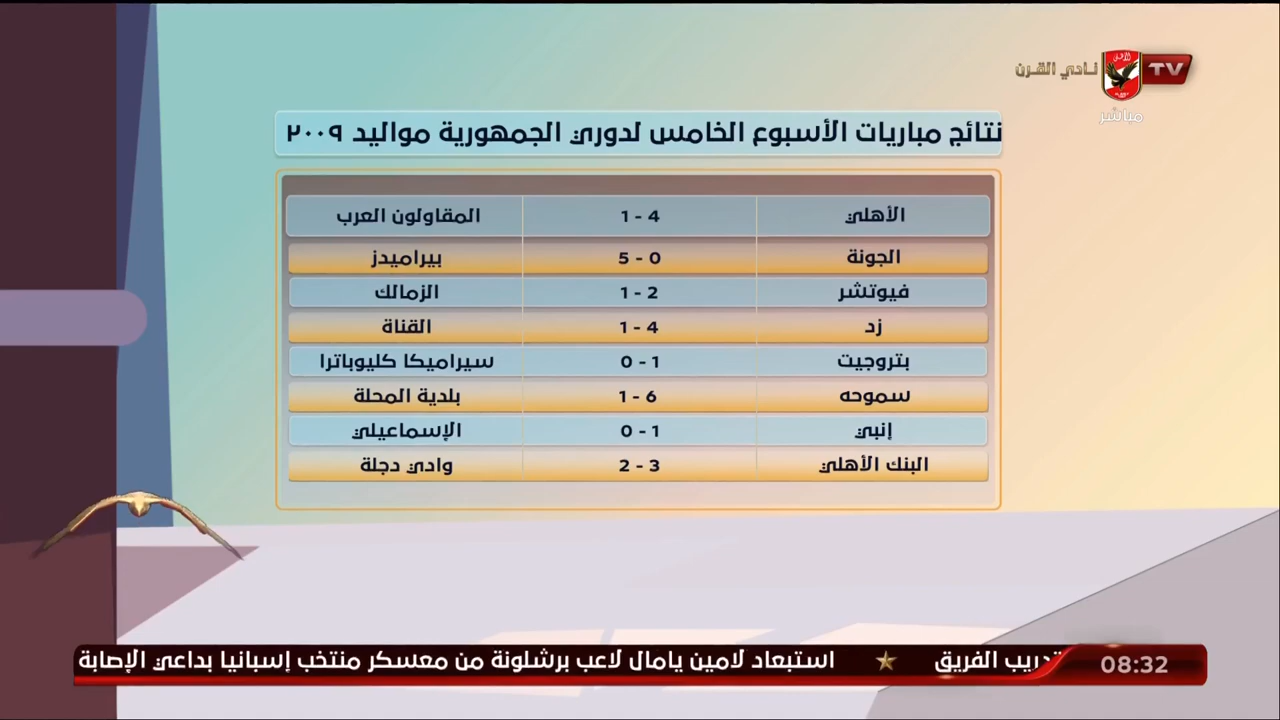 نادي القرن TV
مباشر
نتائج مباريات الأسبوع الخامس لدوري الجمهورية مواليد ٢٠٠٩
الأهلي 1 - 4 المقاولون العرب
الجونة 5 - 0 بيراميدز
فيوتشر 1 - 2 الزمالك
زد 1 - 4 القناة
بتروجيت 0 - 1 سيراميكا كليوباترا
سموحه 1 - 6 بلدية المحلة
إنبي 0 - 1 الإسماعيلي
البنك الأهلي 2 - 3 وادي دجلة
08:32 تدريب الفريق استبعاد لامين يامال لاعب برشلونة من معسكر منتخب إسبانيا بداعي الإصابة